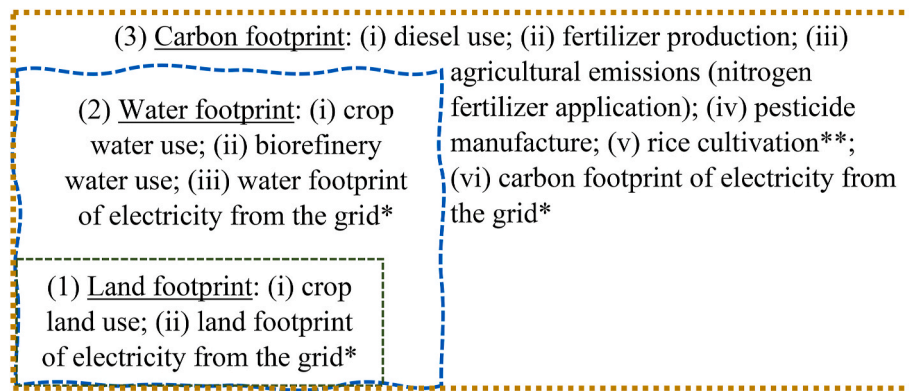 (3) Carbon footprint: (i) diesel use; (ii) fertilizer production; (iii)
agricultural emissions (nitrogen
fertilizer application); (iv) pesticide
manufacture; (v) rice cultivation**;
(vi) carbon footprint of electricity from
the grid*
(2) Water footprint: (i) crop
water use; (ii) biorefinery
water use; (iii) water footprint
of electricity from the grid*
(1) Land footprint: (i) crop
land use; (ii) land footprint
of electricity from the grid*